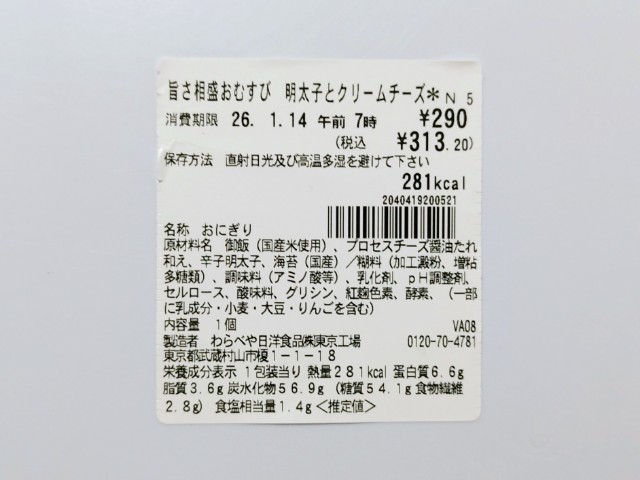 旨さ相盛おむすび 明太子とクリームチーズ* N 5
消費期限 26. 1.14 午前 7時 ¥290
(税込 ¥313.20)
保存方法 直射日光及び高温多湿を避けて下さい
281kcal
2040419200521
名称 おにぎり
原材料名 御飯(国産米使用)、プロセスチーズ醤油たれ
和え、辛子明太子、海苔(国産)/糊料(加工澱粉、増粘
多糖類)、調味料(アミノ酸等)、乳化剤、pH調整剤、
セルロース、酸味料、グリシン、紅麹色素、酵素、(一部
に乳成分・小麦・大豆・りんごを含む)
内容量 1個 VA08
製造者 わらべや日洋食品㈱東京工場 0120-70-4781
東京都武蔵村山市榎1-1-18
栄養成分表示 1包装当り 熱量281kcal 蛋白質6.6g
脂質3.6g 炭水化物56.9g (糖質54.1g 食物繊維
2.8g) 食塩相当量1.4g<推定値>